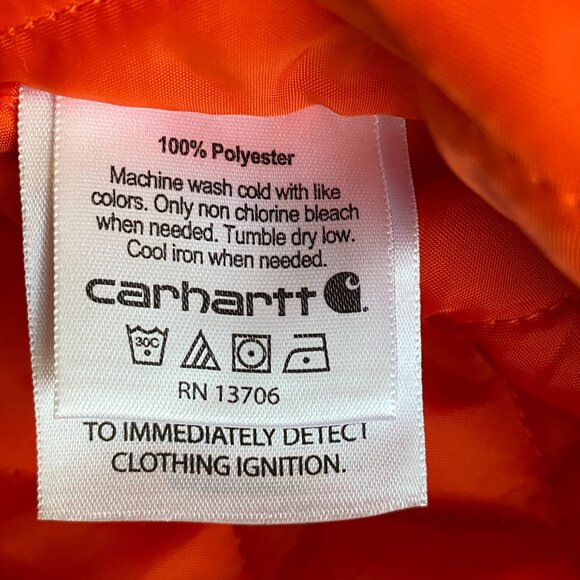 100% Polyester
Machine wash cold with like
colors. Only non chlorine bleach
when needed. Tumble dry low.
Cool iron when needed.
carhartt
30C
RN 13706
TO IMMEDIATELY DETECT
CLOTHING IGNITION.